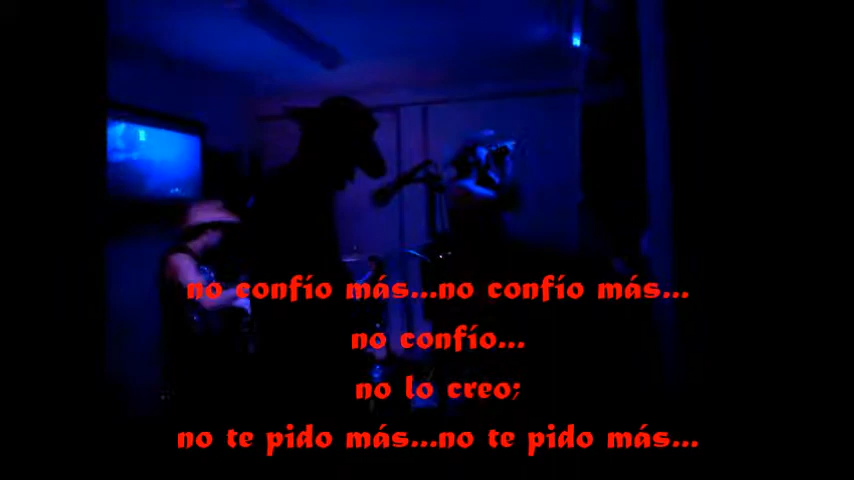 no confío más...no confío más...
no confío...
no lo creo;
no te pido más...no te pido más...